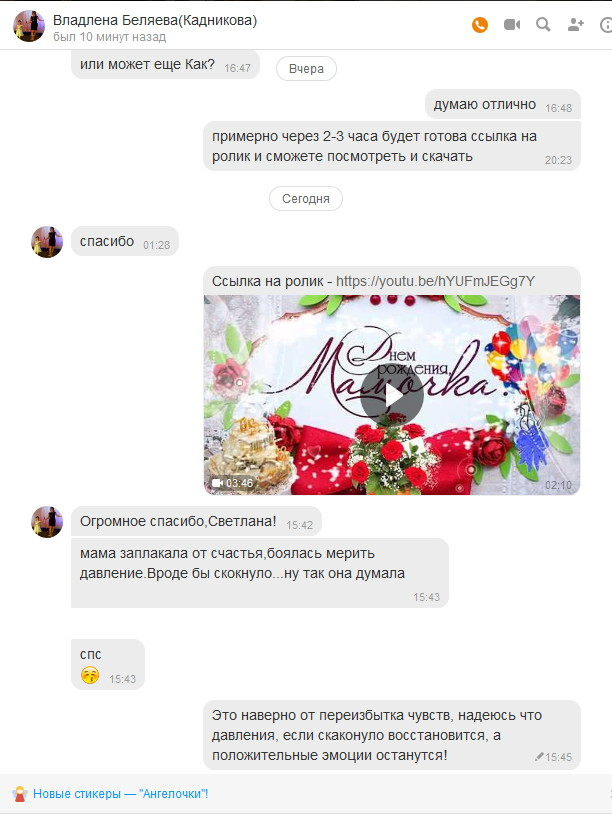 Владлена Беляева(Кадникова)
был 10 минут назад
или может еще Как? 16:47
Вчера
думаю отлично 16:48
примерно через 2-3 часа будет готова ссылка на
ролик и сможете посмотреть и скачать 20:23
Сегодня
спасибо 01:28
Ссылка на ролик - https://youtu.be/hYUFmJEGg7Y
Днем
рождения,
Мамочка!
03:46 02:10
Огромное спасибо,Светлана! 15:42
мама заплакала от счастья,боялась мерить
давление.Вроде бы скокнуло...ну так она думала
15:43
спс
15:43
Это наверно от переизбытка чувств, надеюсь что
давления, если скаконуло восстановится, а
положительные эмоции останутся! 15:45
Новые стикеры — "Ангелочки"!